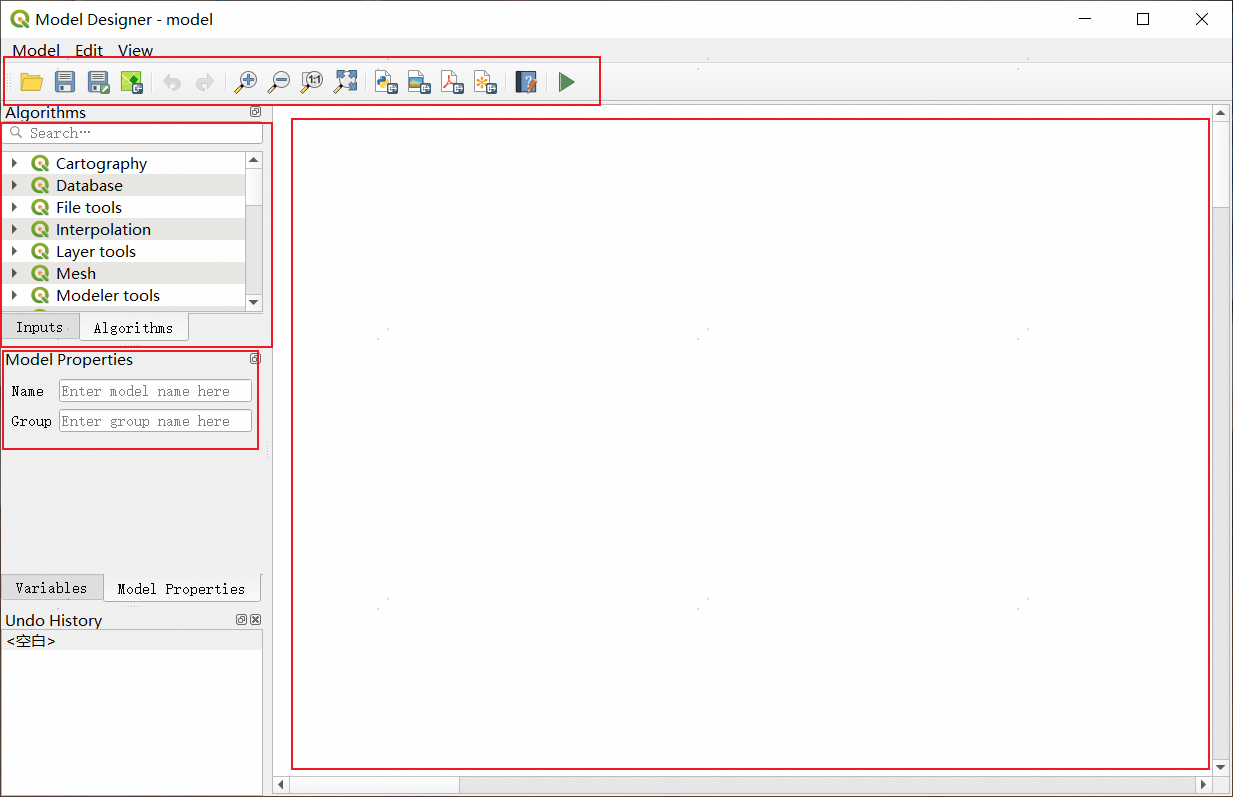 Model Designer - model
Model Edit View
1:1
Algorithms
Search…
Cartography
Database
File tools
Interpolation
Layer tools
Mesh
Modeler tools
Inputs Algorithms
Model Properties
Name Enter model name here
Group Enter group name here
Variables Model Properties
Undo History
<空白>